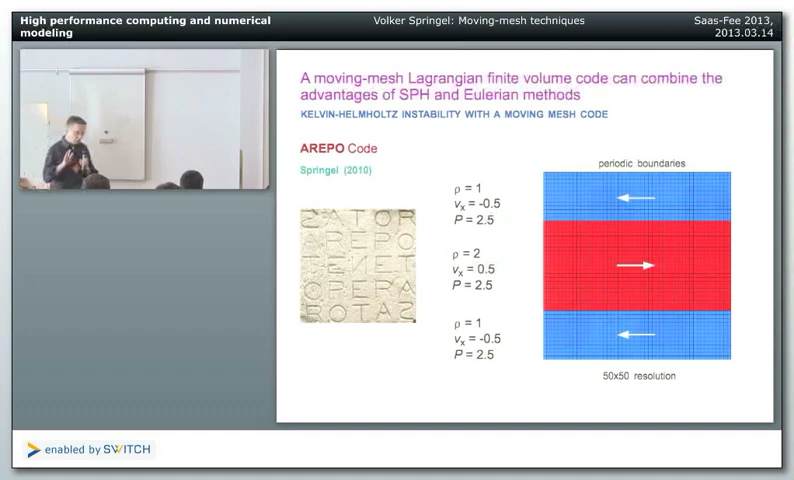 High performance computing and numerical
modeling
Volker Springel: Moving-mesh techniques
Saas-Fee 2013,
2013.03.14
A moving-mesh Lagrangian finite volume code can combine the
advantages of SPH and Eulerian methods
KELVIN-HELMHOLTZ INSTABILITY WITH A MOVING MESH CODE
AREPO Code
Springel (2010)
SATOR
AREPO
TENET
OPERA
ROTAS
ρ = 1
vₓ = -0.5
P = 2.5
ρ = 2
vₓ = 0.5
P = 2.5
ρ = 1
vₓ = -0.5
P = 2.5
periodic boundaries
50x50 resolution
enabled by SWITCH